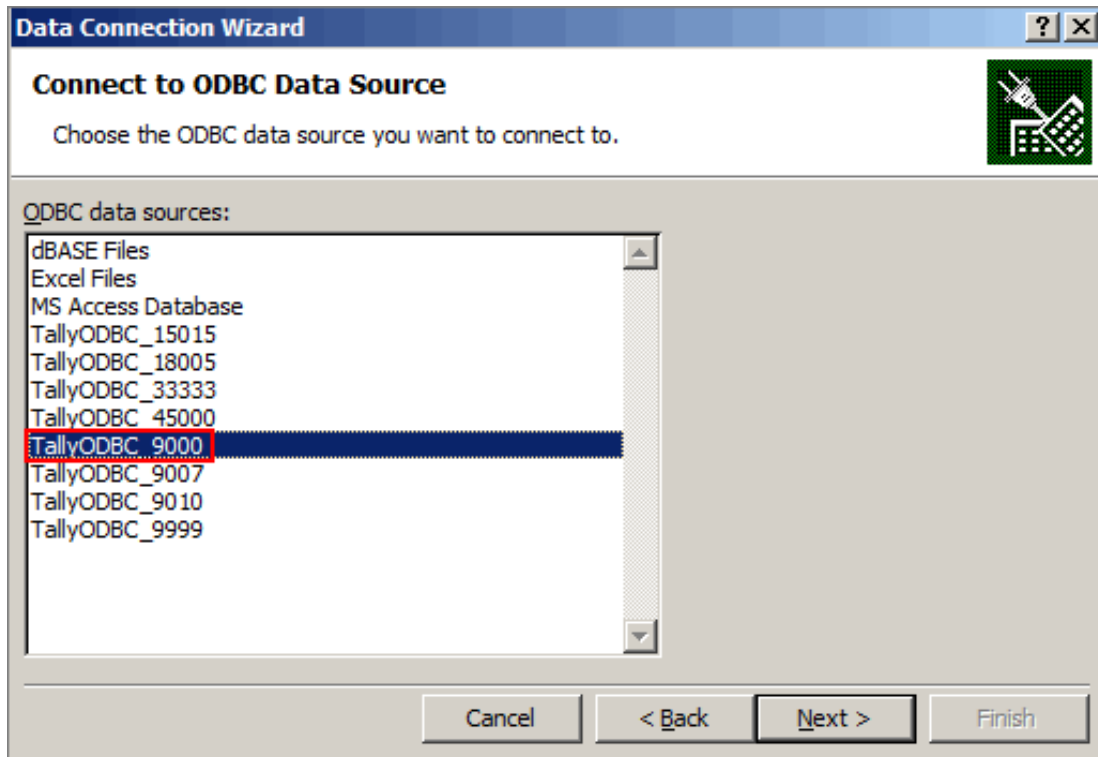 Data Connection Wizard
Connect to ODBC Data Source
Choose the ODBC data source you want to connect to.
ODBC data sources:
dBASE Files
Excel Files
MS Access Database
TallyODBC_15015
TallyODBC_18005
TallyODBC_33333
TallyODBC_45000
TallyODBC_9000
TallyODBC_9007
TallyODBC_9010
TallyODBC_9999
Cancel < Back Next > Finish